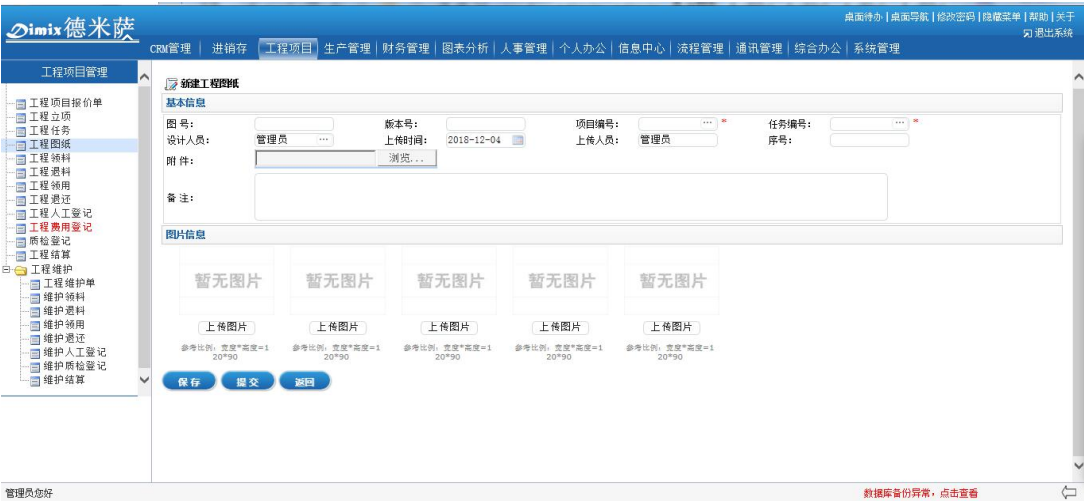 Dimix德米萨
桌面待办|桌面导航|修改密码|隐藏菜单|帮助|关于
退出系统
CRM管理 | 进销存 | 工程项目 | 生产管理 | 财务管理 | 图表分析 | 人事管理 | 个人办公 | 信息中心 | 流程管理 | 通讯管理 | 综合办公 | 系统管理
工程项目管理
工程项目报价单
工程立项
工程任务
工程图纸
工程领料
工程退料
工程领用
工程退还
工程人工登记
工程费用登记
质检登记
工程结算
工程维护
工程维护单
维护领料
维护退料
维护领用
维护退还
维护人工登记
维护质检登记
维护结算
新建工程图纸
基本信息
图号: 版本号: 项目编号: ... * 任务编号: ... *
设计人员: 管理员 ... 上传时间: 2018-12-04 上传人员: 管理员 序号:
附件: 浏览...
备注:
图片信息
暂无图片 暂无图片 暂无图片 暂无图片 暂无图片
上传图片 上传图片 上传图片 上传图片 上传图片
参考比例: 宽度*高度=1 参考比例: 宽度*高度=1 参考比例: 宽度*高度=1 参考比例: 宽度*高度=1 参考比例: 宽度*高度=1
20*90 20*90 20*90 20*90 20*90
保存 提交 返回
管理员您好
数据库备份异常，点击查看